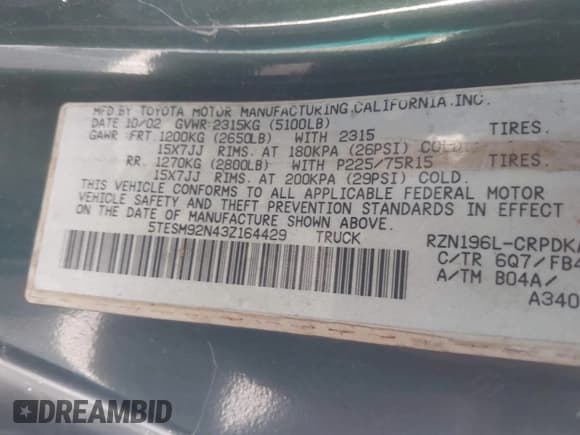 MFD BY TOYOTA MOTOR MANUFACTURING,CALIFORNIA,INC.
DATE 10/02 GVWR 2315KG (5100LB)
GAWR FRT. 1200KG (2650LB) WITH 2315 TIRES.
15X7JJ RIMS. AT 180KPA (26PSI) COLD
RR. 1270KG (2800LB) WITH P225/75R15 TIRES.
15X7JJ RIMS. AT 200KPA (29PSI) COLD.
THIS VEHICLE CONFORMS TO ALL APPLICABLE FEDERAL MOTOR
VEHICLE SAFETY AND THEFT PREVENTION STANDARDS IN EFFECT
ON THE DATE OF MANUFACTURE SHOWN ABOVE.
5TESM92N43Z164429 TRUCK RZN196L-CRPDKA
C/TR 6Q7/FB4
A/TM B04A/
A340
DREAMBID